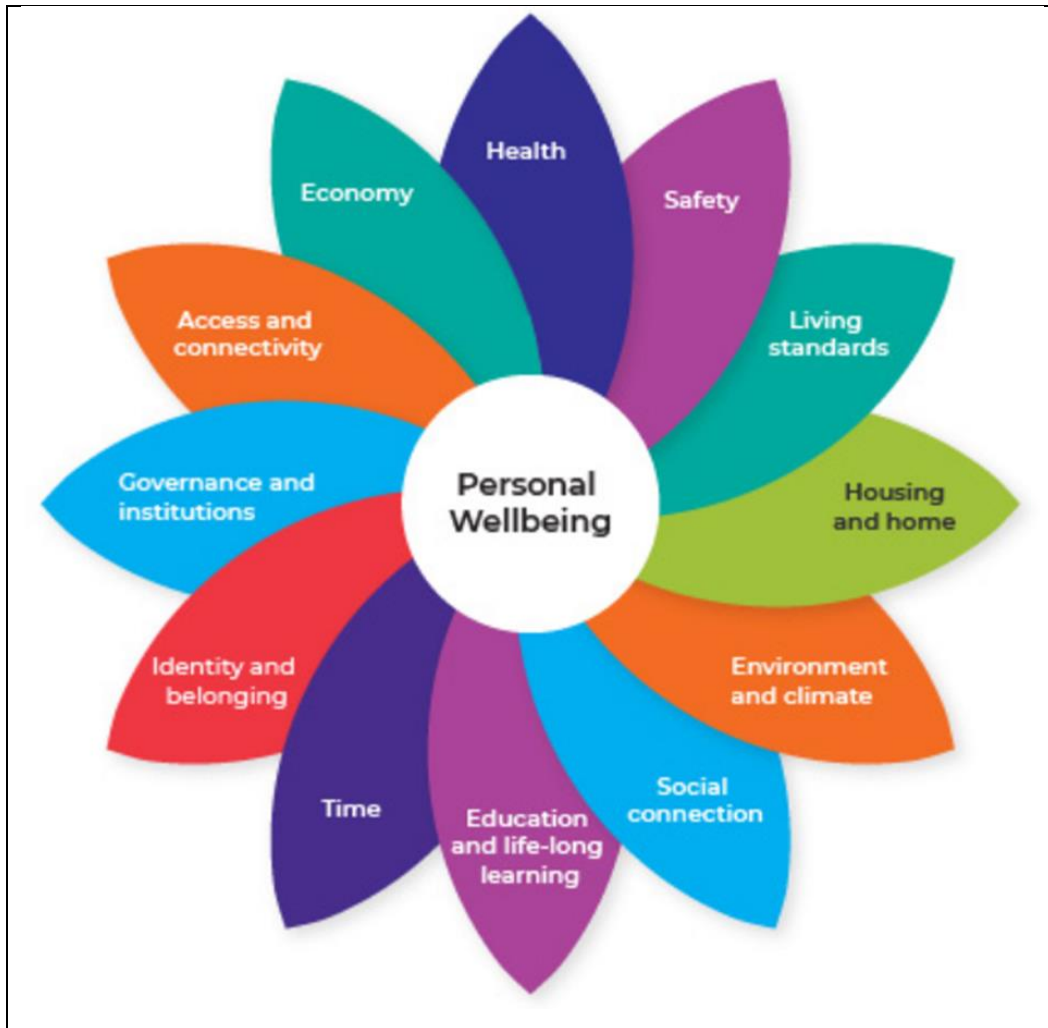 Health
Safety
Living
standards
Housing
and home
Environment
and climate
Social
connection
Education
and life-long
learning
Time
Identity and
belonging
Governance and
institutions
Access and
connectivity
Economy
Personal
Wellbeing